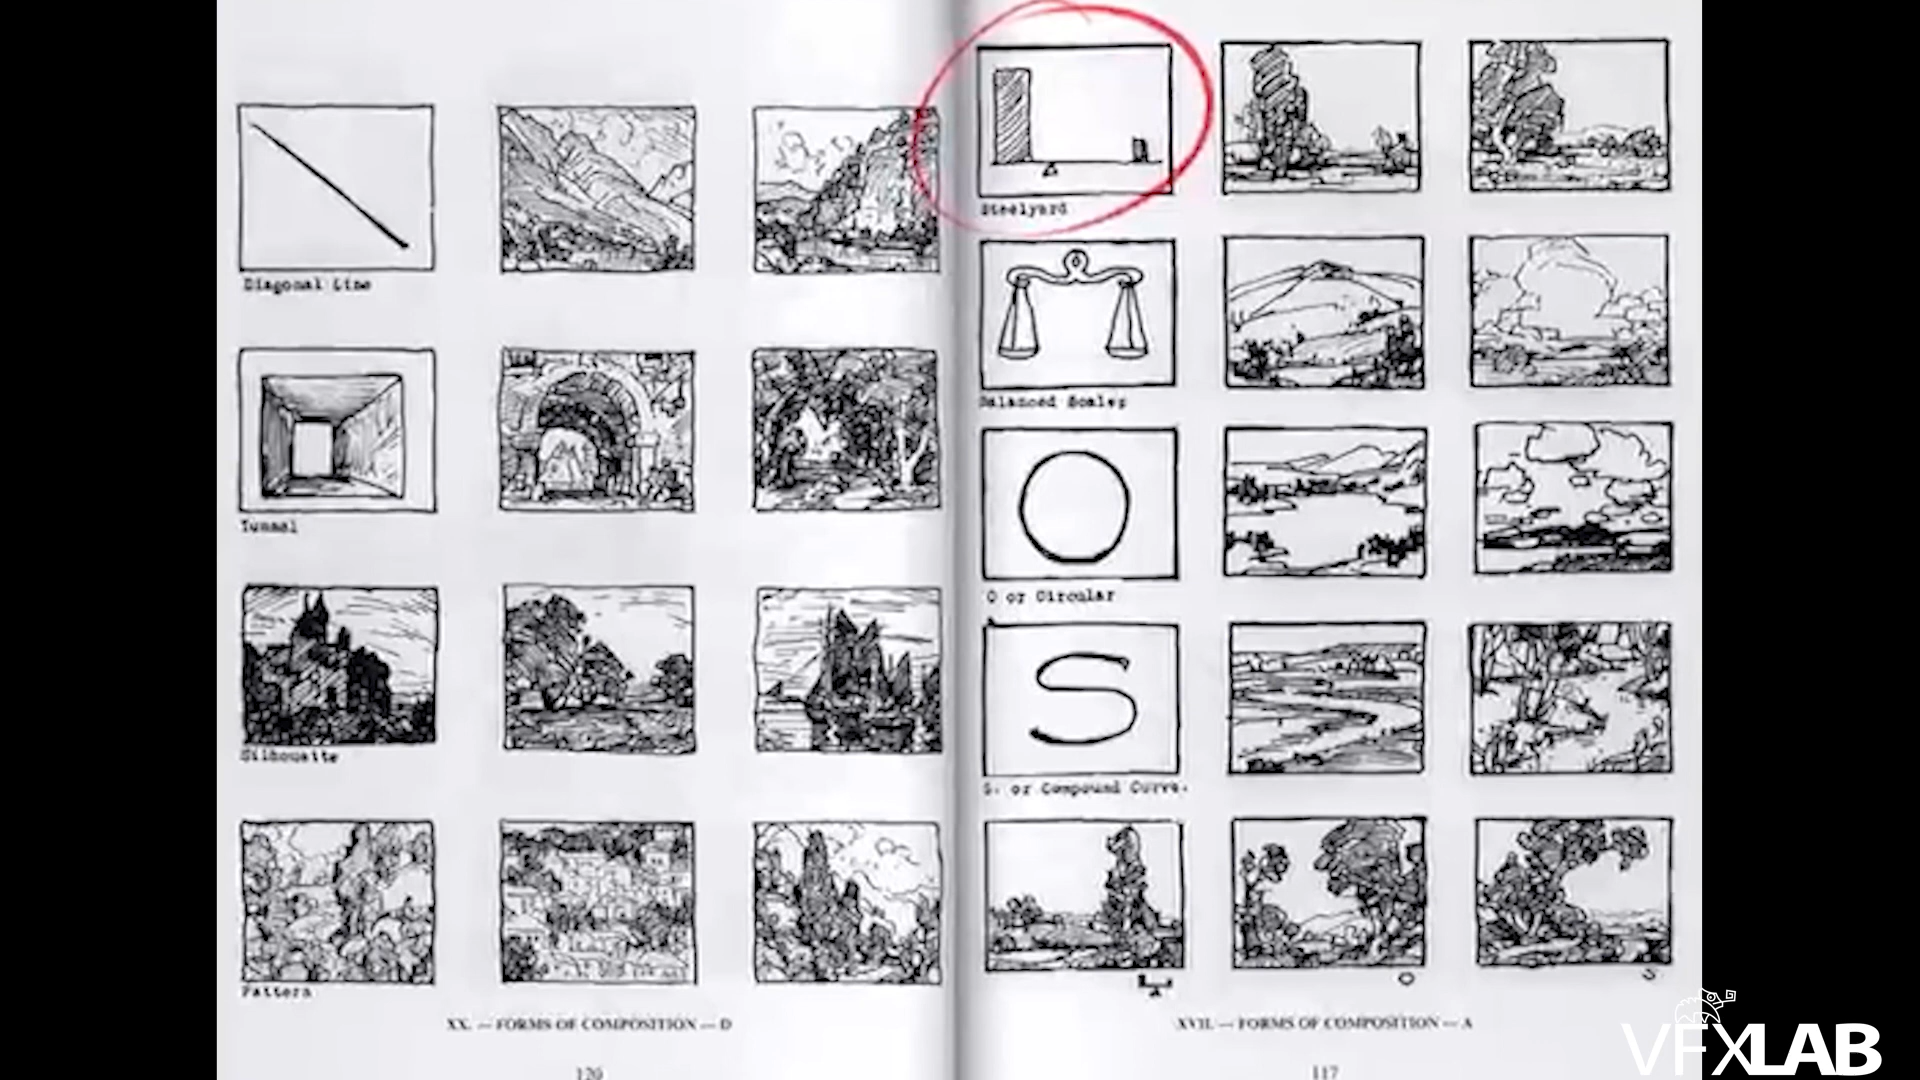 Diagonal Line
Tunnel
Silhouette
Pattern
XX. — FORMS OF COMPOSITION — D
120
Steelyard
Balanced Scales
O or Circular
S. or Compound Curve.
O
S
XVII. — FORMS OF COMPOSITION — A
117
VFXLAB